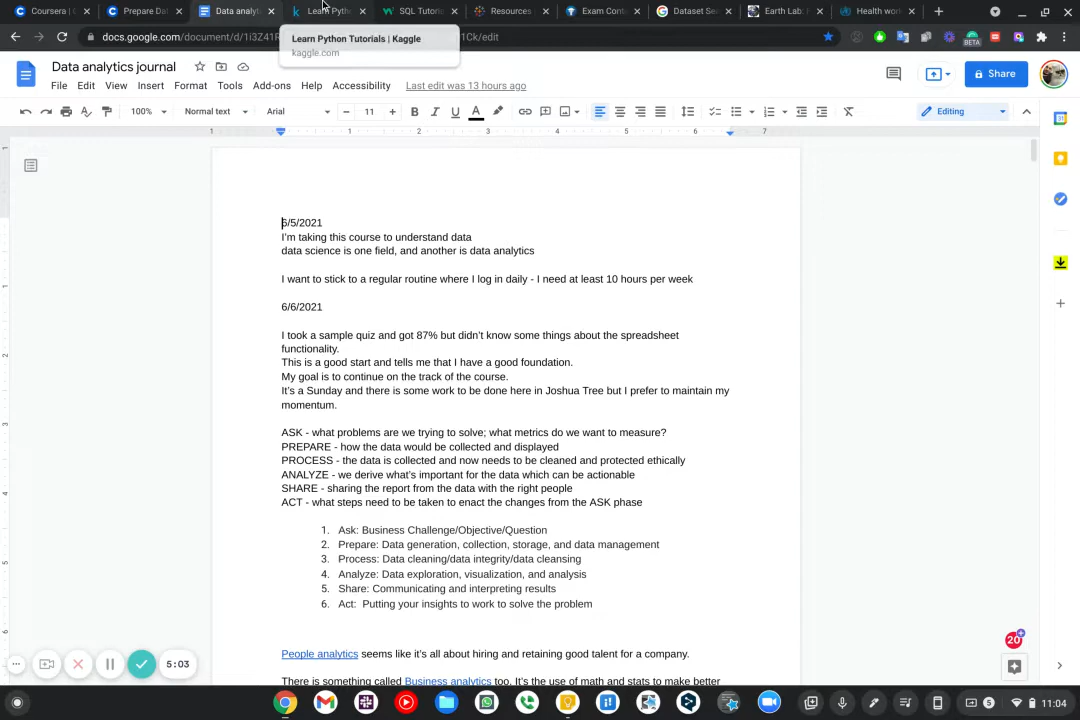 Coursera |
Prepare Da
Data analyti
Learn Pyth
SQL Tutori
Resources
Exam Cont
Dataset Se
Earth Lab:
Health wor
docs.google.com/document/d/1i3Z41F
1Ck/edit
Learn Python Tutorials | Kaggle
kaggle.com
BETA
Data analytics journal
File Edit View Insert Format Tools Add-ons Help Accessibility Last edit was 13 hours ago
Share
100% Normal text Arial 11 B I U A Editing
1 1 2 3 4 5 6 7
6/5/2021
I'm taking this course to understand data
data science is one field, and another is data analytics
I want to stick to a regular routine where I log in daily - I need at least 10 hours per week
6/6/2021
I took a sample quiz and got 87% but didn't know some things about the spreadsheet
functionality.
This is a good start and tells me that I have a good foundation.
My goal is to continue on the track of the course.
It's a Sunday and there is some work to be done here in Joshua Tree but I prefer to maintain my
momentum.
ASK - what problems are we trying to solve; what metrics do we want to measure?
PREPARE - how the data would be collected and displayed
PROCESS - the data is collected and now needs to be cleaned and protected ethically
ANALYZE - we derive what's important for the data which can be actionable
SHARE - sharing the report from the data with the right people
ACT - what steps need to be taken to enact the changes from the ASK phase
1. Ask: Business Challenge/Objective/Question
2. Prepare: Data generation, collection, storage, and data management
3. Process: Data cleaning/data integrity/data cleansing
4. Analyze: Data exploration, visualization, and analysis
5. Share: Communicating and interpreting results
6. Act: Putting your insights to work to solve the problem
People analytics seems like it's all about hiring and retaining good talent for a company.
There is something called Business analytics too. It's the use of math and stats to make better
5:03
20
5
11:04